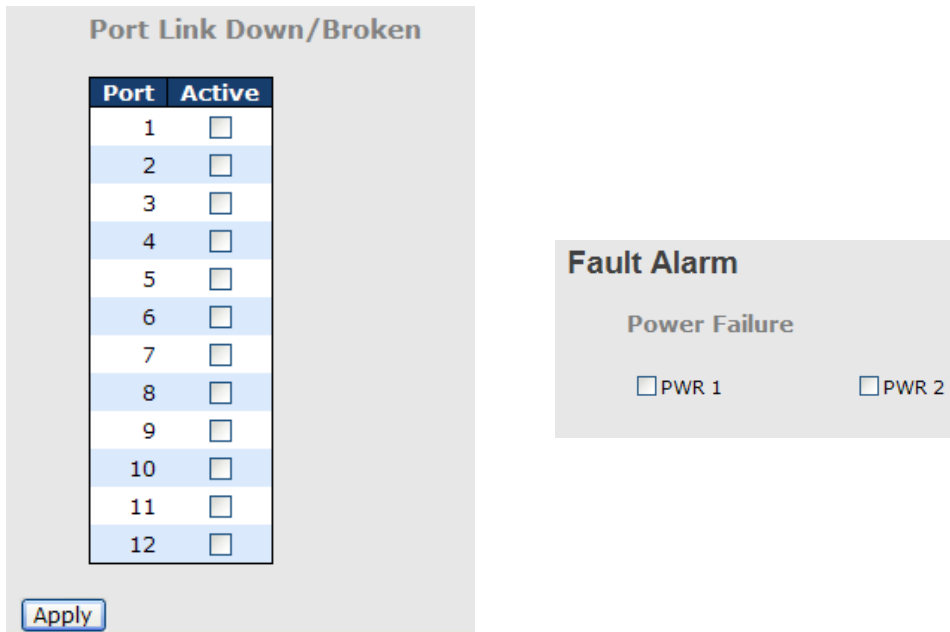 Port Link Down/Broken
Port Active
1
2
3
4
5
6
7
8
9
10
11
12
Apply
Fault Alarm
Power Failure
PWR 1 PWR 2